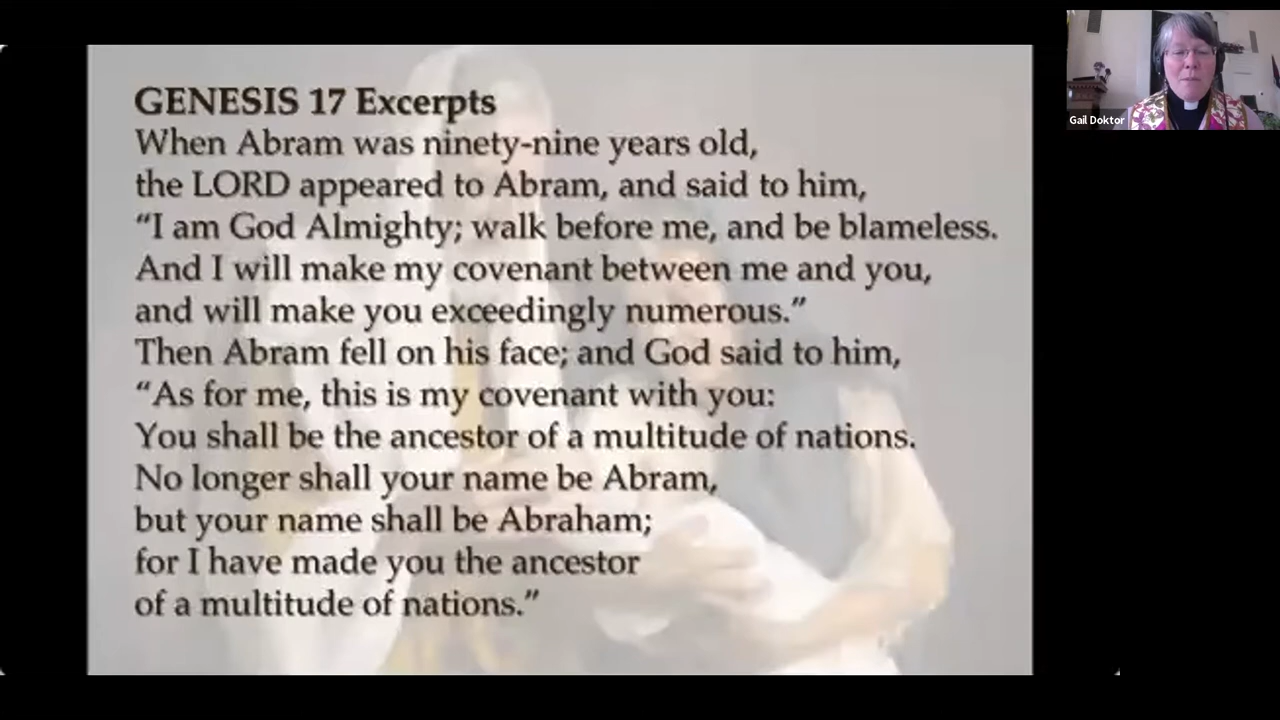 GENESIS 17 Excerpts
When Abram was ninety-nine years old,
the LORD appeared to Abram, and said to him,
“I am God Almighty; walk before me, and be blameless.
And I will make my covenant between me and you,
and will make you exceedingly numerous.”
Then Abram fell on his face; and God said to him,
“As for me, this is my covenant with you:
You shall be the ancestor of a multitude of nations.
No longer shall your name be Abram,
but your name shall be Abraham;
for I have made you the ancestor
of a multitude of nations.”
Gail Doktor